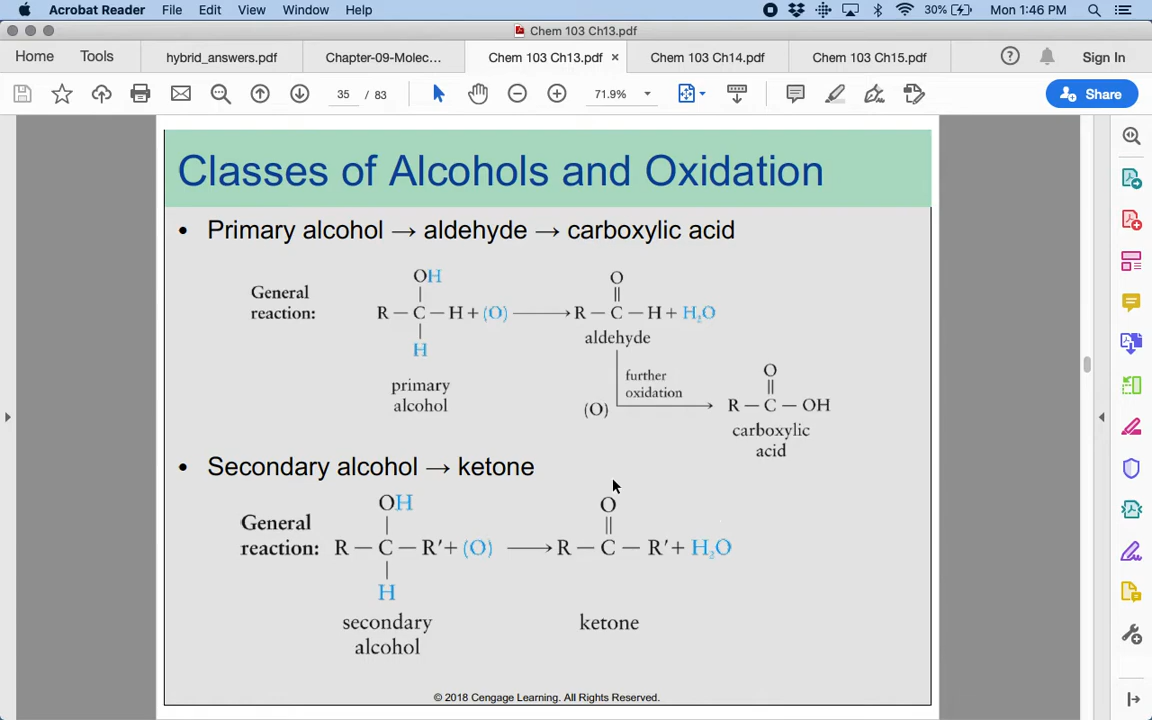 Acrobat Reader File Edit View Window Help 30% Mon 1:46 PM
Chem 103 Ch13.pdf
Home Tools hybrid_answers.pdf Chapter-09-Molec... Chem 103 Ch13.pdf × Chem 103 Ch14.pdf Chem 103 Ch15.pdf Sign In
35 / 83 71.9% Share
Classes of Alcohols and Oxidation
• Primary alcohol → aldehyde → carboxylic acid
OH O
General
reaction:
R — C — H + (O) ⟶ R — C — H + H₂O
H
aldehyde
primary
alcohol
further
oxidation
(O)
O
R — C — OH
carboxylic
acid
• Secondary alcohol → ketone
OH O
General
reaction: R — C — R′ + (O) ⟶ R — C — R′ + H₂O
H
secondary
alcohol
ketone
© 2018 Cengage Learning. All Rights Reserved.